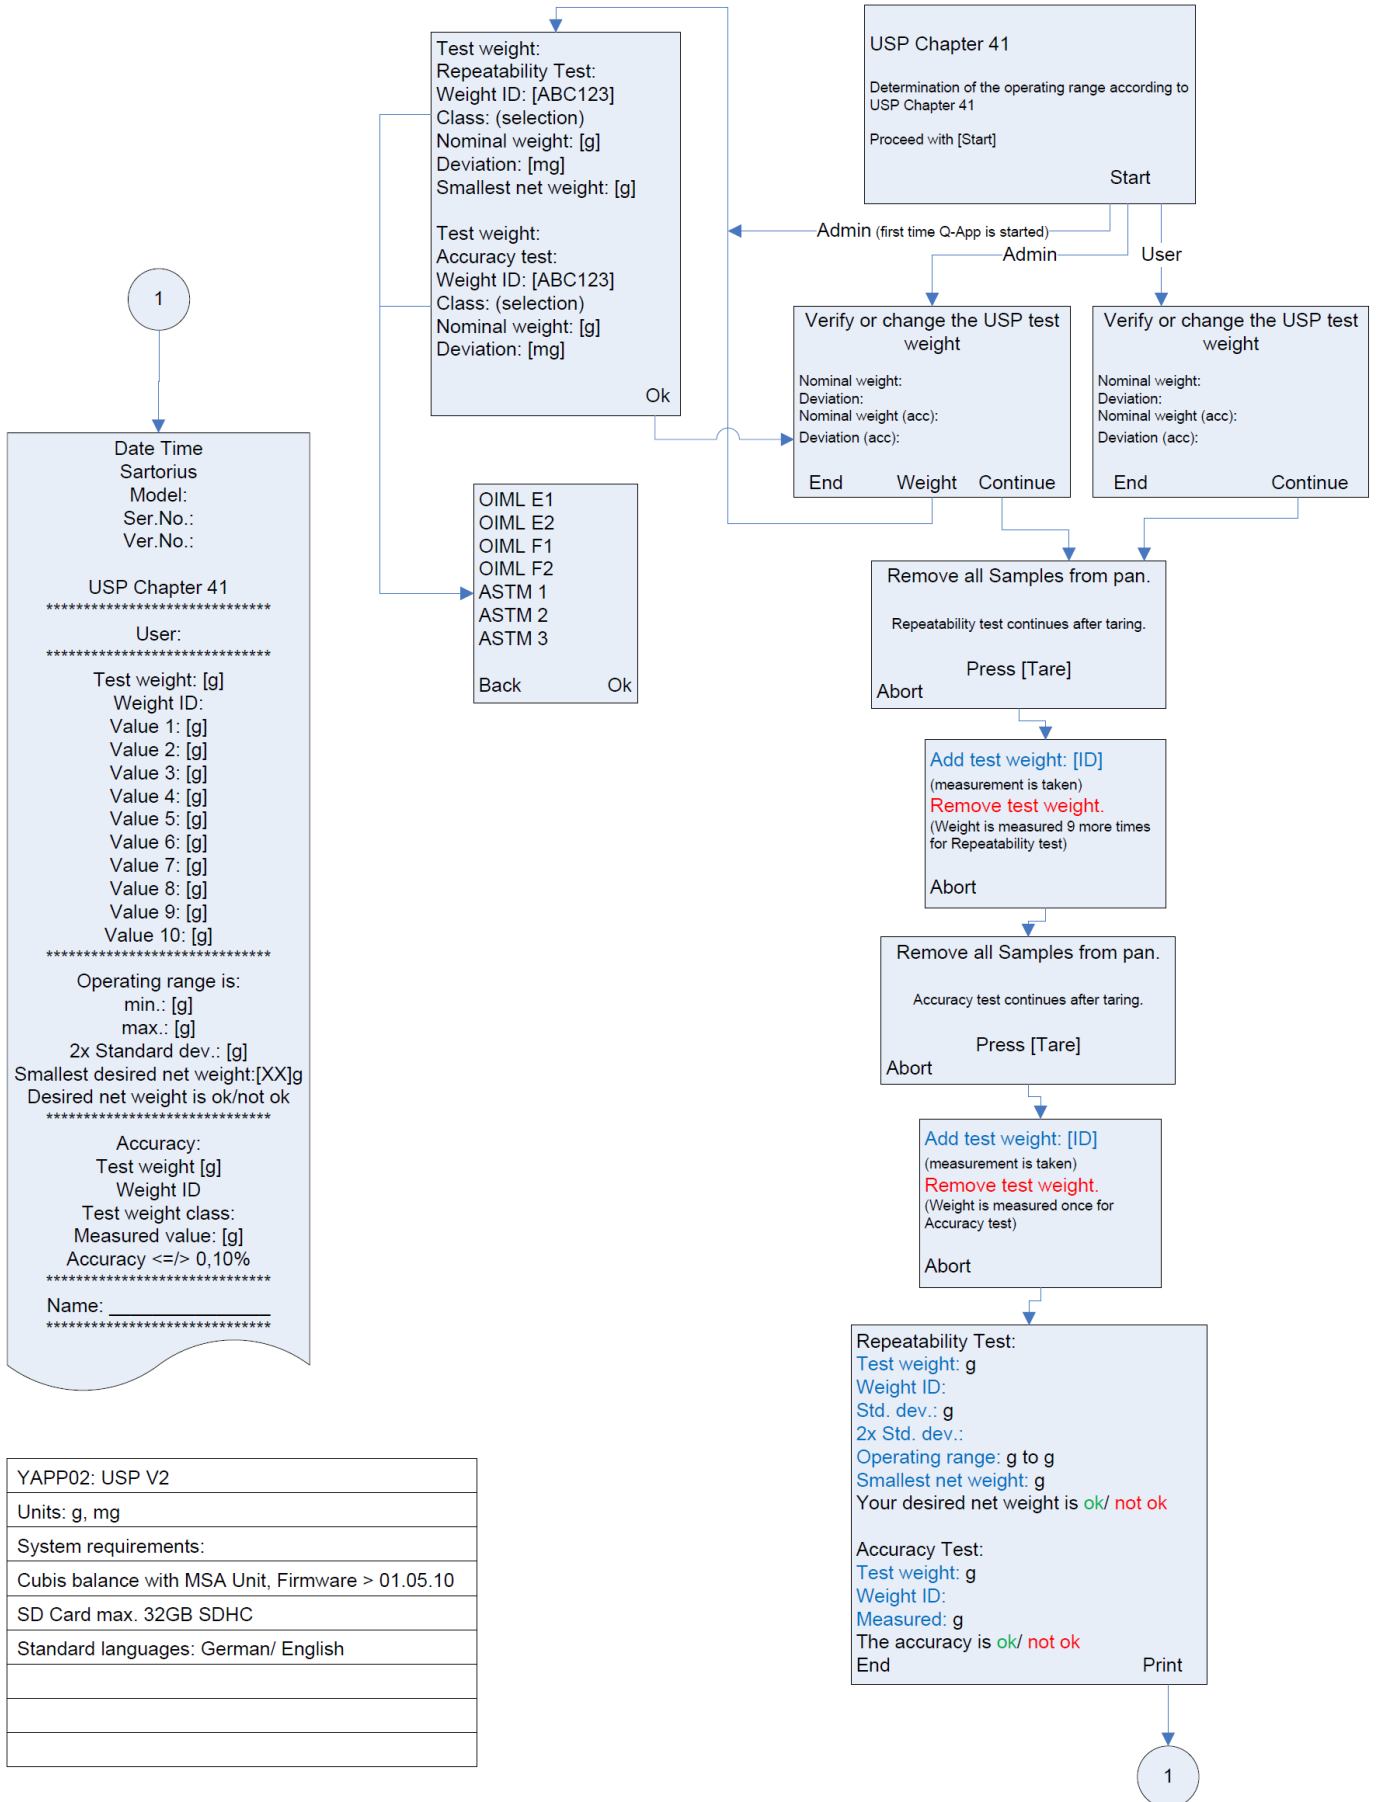 Test weight:
Repeatability Test:
Weight ID: [ABC123]
Class: (selection)
Nominal weight: [g]
Deviation: [mg]
Smallest net weight: [g]
Test weight:
Accuracy test:
Weight ID: [ABC123]
Class: (selection)
Nominal weight: [g]
Deviation: [mg]
Ok
USP Chapter 41
Determination of the operating range according to
USP Chapter 41
Proceed with [Start]
Start
Admin (first time Q-App is started)
Admin
User
Verify or change the USP test
weight
Nominal weight:
Deviation:
Nominal weight (acc):
Deviation (acc):
End Weight Continue
Verify or change the USP test
weight
Nominal weight:
Deviation:
Nominal weight (acc):
Deviation (acc):
End Continue
OIML E1
OIML E2
OIML F1
OIML F2
ASTM 1
ASTM 2
ASTM 3
Back Ok
Remove all Samples from pan.
Repeatability test continues after taring.
Press [Tare]
Abort
Add test weight: [ID]
(measurement is taken)
Remove test weight.
(Weight is measured 9 more times
for Repeatability test)
Abort
Remove all Samples from pan.
Accuracy test continues after taring.
Press [Tare]
Abort
Add test weight: [ID]
(measurement is taken)
Remove test weight.
(Weight is measured once for
Accuracy test)
Abort
Repeatability Test:
Test weight: g
Weight ID:
Std. dev.: g
2x Std. dev.:
Operating range: g to g
Smallest net weight: g
Your desired net weight is ok/ not ok
Accuracy Test:
Test weight: g
Weight ID:
Measured: g
The accuracy is ok/ not ok
End Print
1
1
Date Time
Sartorius
Model:
Ser.No.:
Ver.No.:
USP Chapter 41
******************************
User:
******************************
Test weight: [g]
Weight ID:
Value 1: [g]
Value 2: [g]
Value 3: [g]
Value 4: [g]
Value 5: [g]
Value 6: [g]
Value 7: [g]
Value 8: [g]
Value 9: [g]
Value 10: [g]
******************************
Operating range is:
min.: [g]
max.: [g]
2x Standard dev.: [g]
Smallest desired net weight:[XX]g
Desired net weight is ok/not ok
******************************
Accuracy:
Test weight [g]
Weight ID
Test weight class:
Measured value: [g]
Accuracy <=/> 0,10%
******************************
Name: _______________
******************************
YAPP02: USP V2
Units: g, mg
System requirements:
Cubis balance with MSA Unit, Firmware > 01.05.10
SD Card max. 32GB SDHC
Standard languages: German/ English